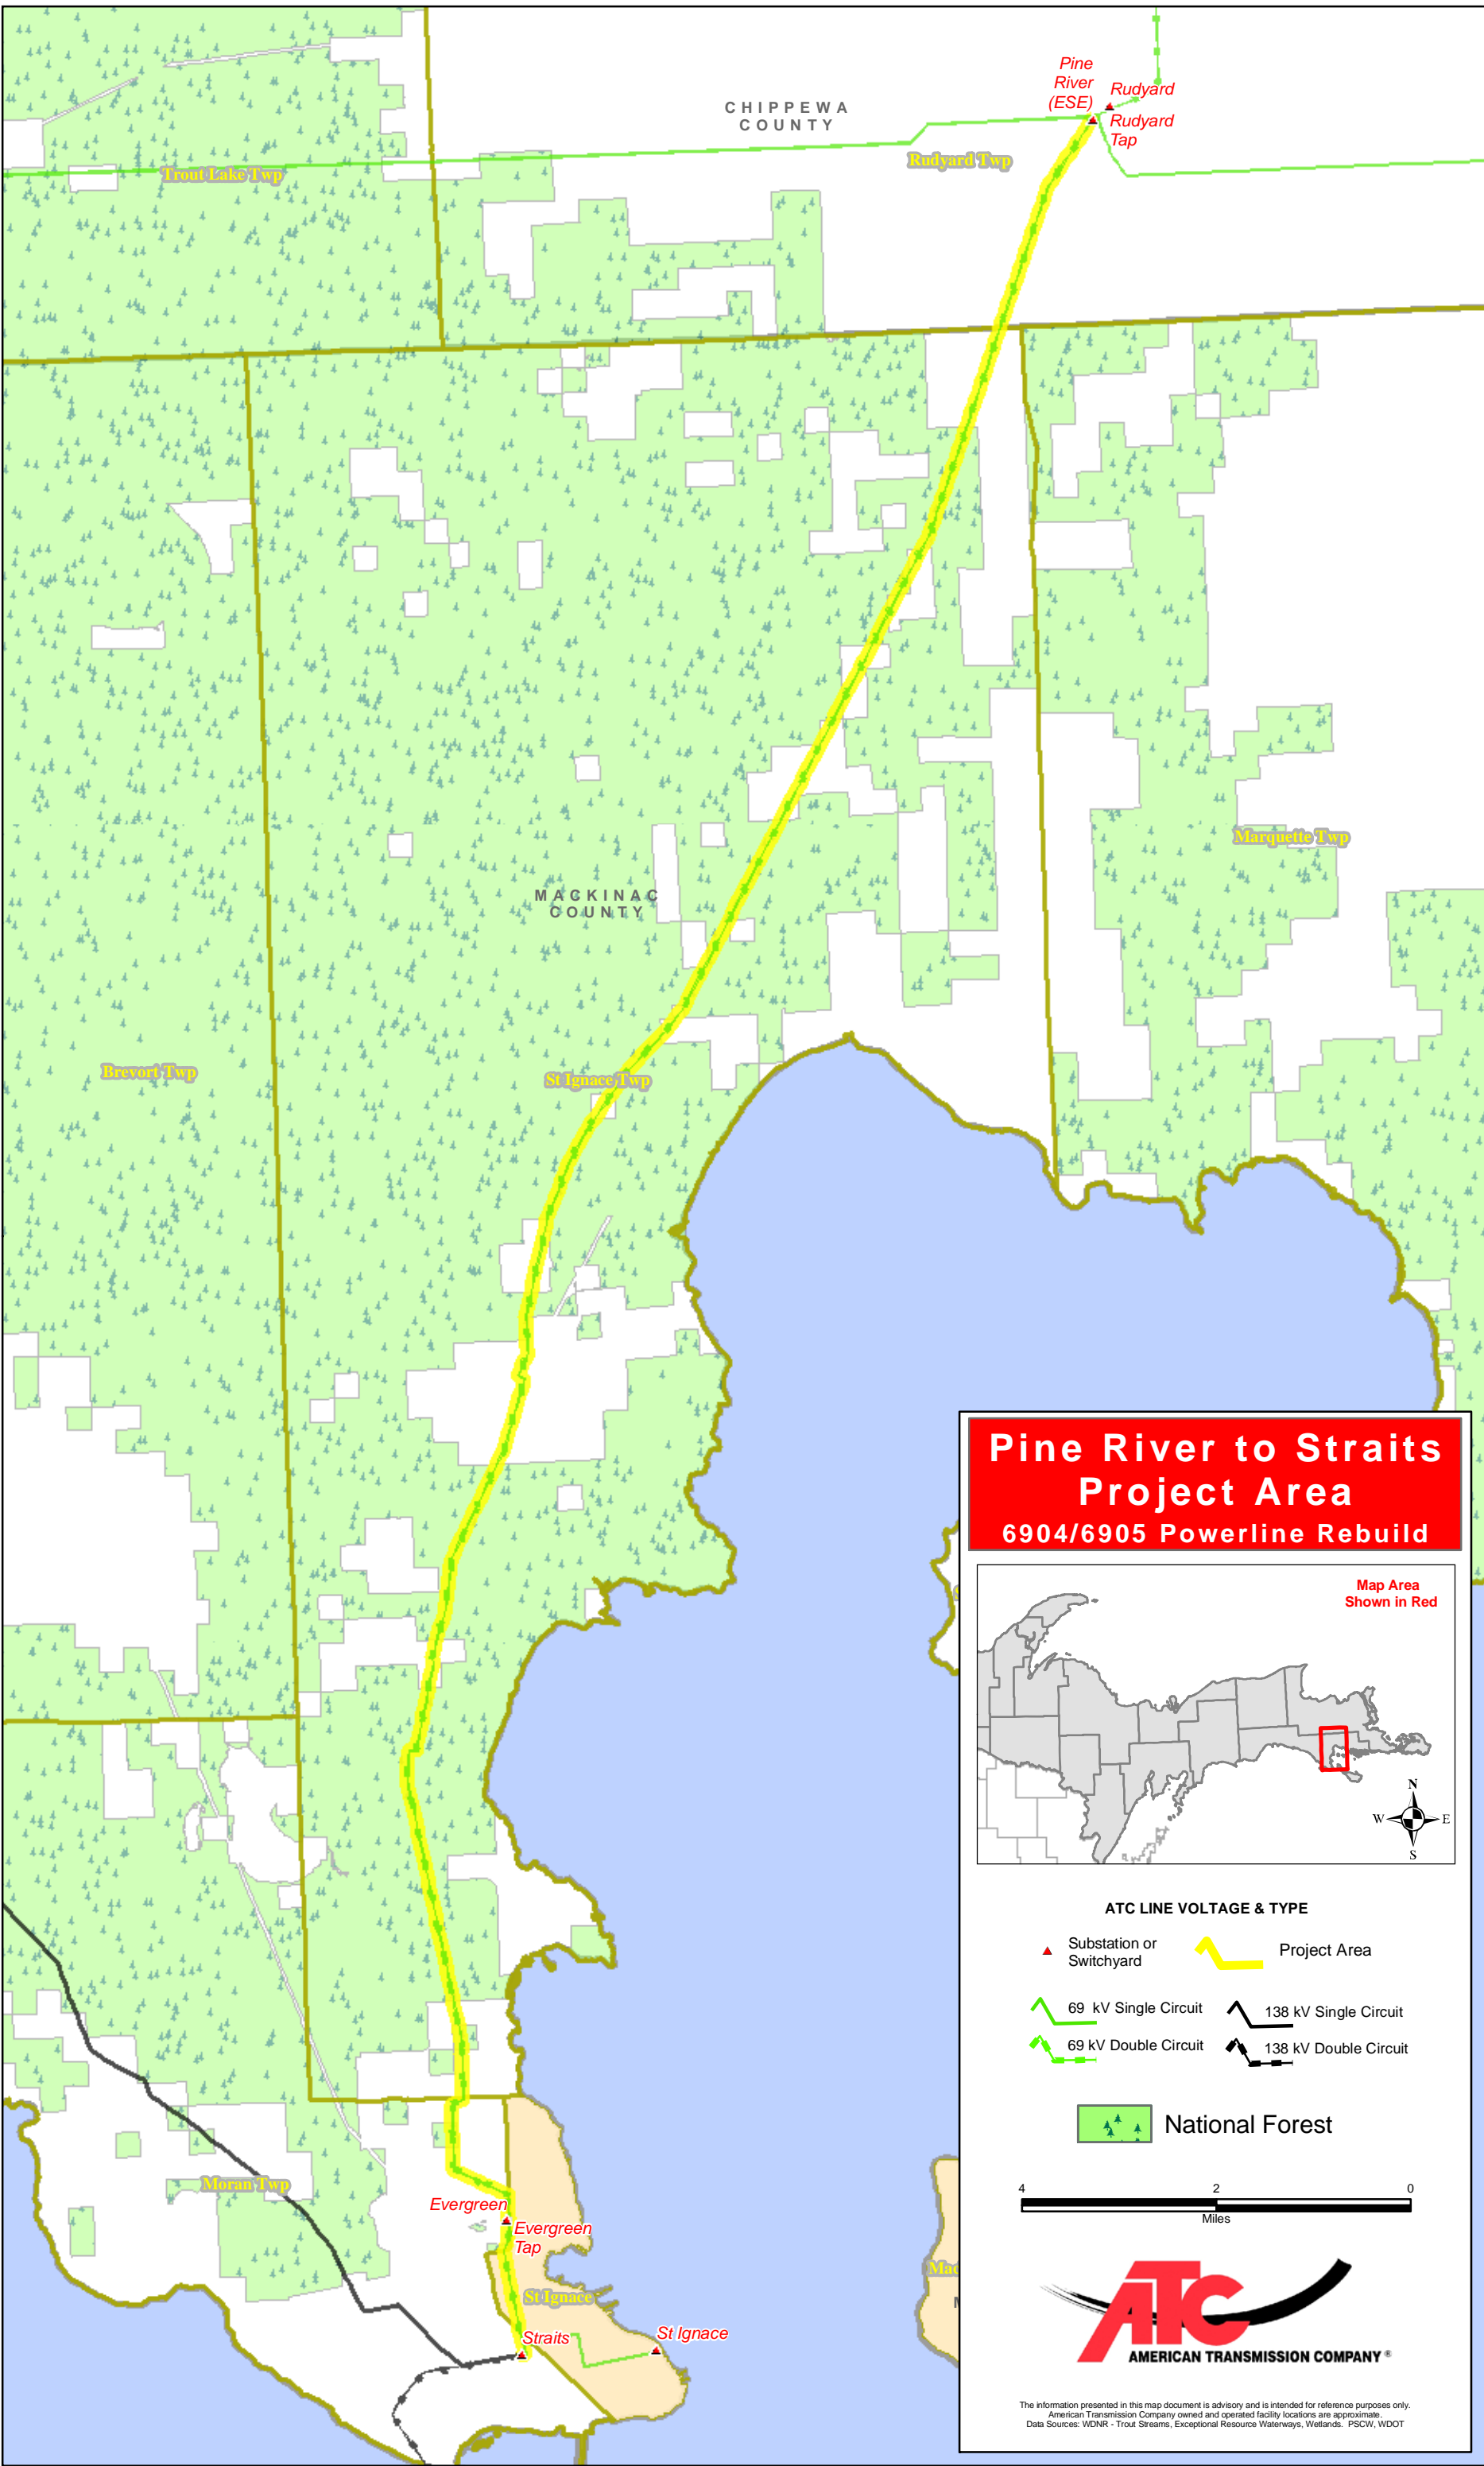 Pine
River
(ESE)
Rudyard
Rudyard
Tap
CHIPPEWA
COUNTY
Rudyard Twp
Trout Lake Twp
Marquette Twp
MACKINAC
COUNTY
Brevort Twp
St Ignace Twp
Moran Twp
Evergreen
Evergreen
Tap
St Ignace
Straits
St Ignace
Mac
Pine River to Straits
Project Area
6904/6905 Powerline Rebuild
Map Area
Shown in Red
N
W
E
S
ATC LINE VOLTAGE & TYPE
Substation or
Switchyard
Project Area
69 kV Single Circuit
138 kV Single Circuit
69 kV Double Circuit
138 kV Double Circuit
National Forest
4 2 0
Miles
ATC
AMERICAN TRANSMISSION COMPANY ®
The information presented in this map document is advisory and is intended for reference purposes only.
American Transmission Company owned and operated facility locations are approximate.
Data Sources: WDNR - Trout Streams, Exceptional Resource Waterways, Wetlands. PSCW, WDOT